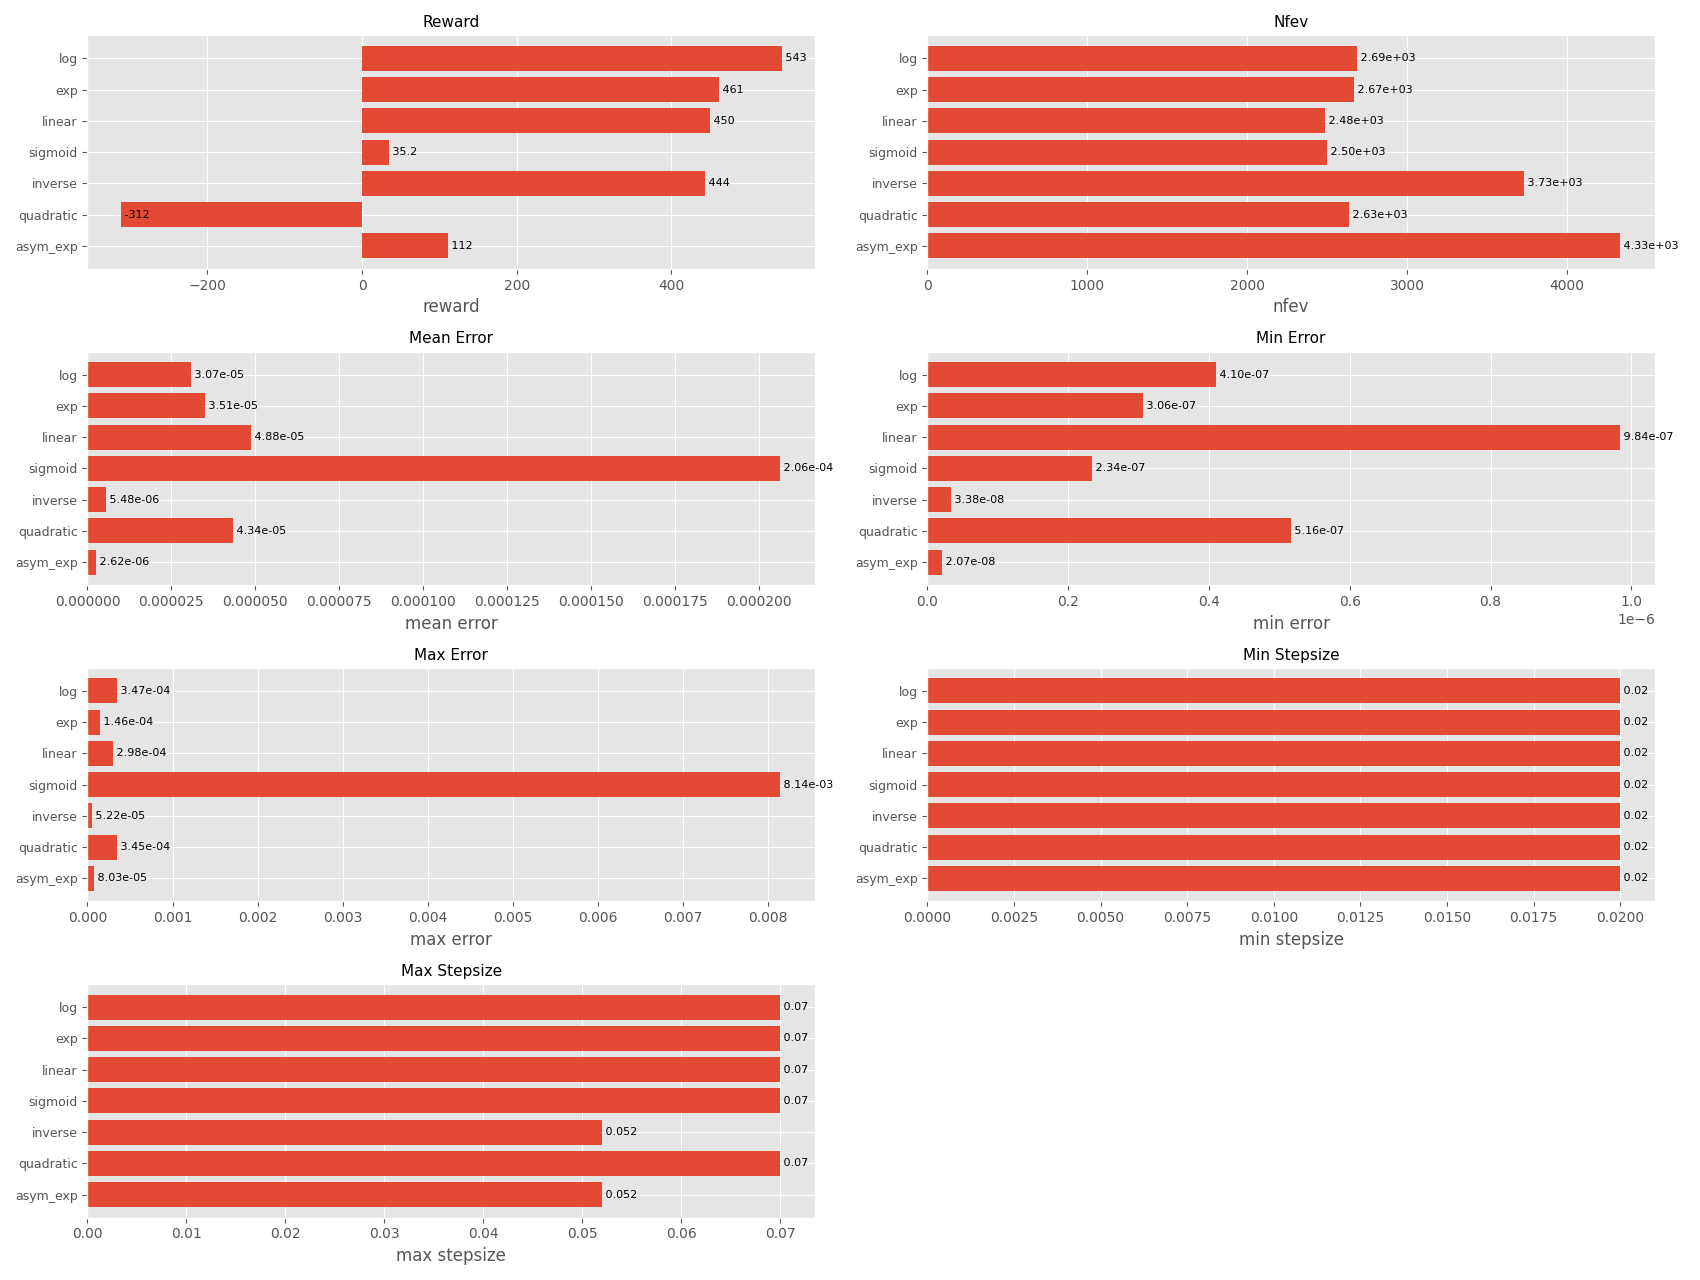 Reward
log
543
exp
461
linear
450
sigmoid
35.2
inverse
444
quadratic
-312
asym_exp
112
−200 0 200 400
reward
Nfev
log
2.69e+03
exp
2.67e+03
linear
2.48e+03
sigmoid
2.50e+03
inverse
3.73e+03
quadratic
2.63e+03
asym_exp
4.33e+03
0 1000 2000 3000 4000
nfev
Mean Error
log
3.07e-05
exp
3.51e-05
linear
4.88e-05
sigmoid
2.06e-04
inverse
5.48e-06
quadratic
4.34e-05
asym_exp
2.62e-06
0.000000 0.000025 0.000050 0.000075 0.000100 0.000125 0.000150 0.000175 0.000200
mean error
Min Error
log
4.10e-07
exp
3.06e-07
linear
9.84e-07
sigmoid
2.34e-07
inverse
3.38e-08
quadratic
5.16e-07
asym_exp
2.07e-08
0.0 0.2 0.4 0.6 0.8 1.0
1e−6
min error
Max Error
log
3.47e-04
exp
1.46e-04
linear
2.98e-04
sigmoid
8.14e-03
inverse
5.22e-05
quadratic
3.45e-04
asym_exp
8.03e-05
0.000 0.001 0.002 0.003 0.004 0.005 0.006 0.007 0.008
max error
Min Stepsize
log
0.02
exp
0.02
linear
0.02
sigmoid
0.02
inverse
0.02
quadratic
0.02
asym_exp
0.02
0.0000 0.0025 0.0050 0.0075 0.0100 0.0125 0.0150 0.0175 0.0200
min stepsize
Max Stepsize
log
0.07
exp
0.07
linear
0.07
sigmoid
0.07
inverse
0.052
quadratic
0.07
asym_exp
0.052
0.00 0.01 0.02 0.03 0.04 0.05 0.06 0.07
max stepsize